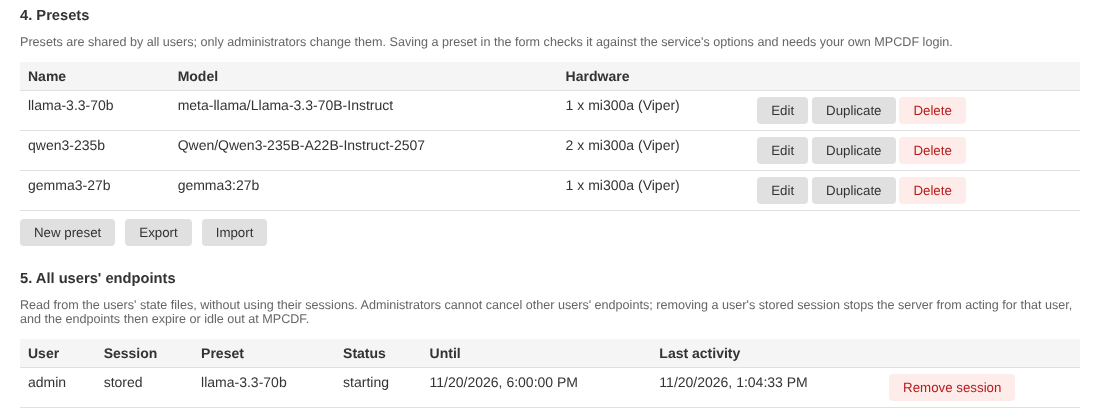 4. Presets
Presets are shared by all users; only administrators change them. Saving a preset in the form checks it against the service's options and needs your own MPCDF login.
Name Model Hardware
llama-3.3-70b meta-llama/Llama-3.3-70B-Instruct 1 x mi300a (Viper) Edit Duplicate Delete
qwen3-235b Qwen/Qwen3-235B-A22B-Instruct-2507 2 x mi300a (Viper) Edit Duplicate Delete
gemma3-27b gemma3:27b 1 x mi300a (Viper) Edit Duplicate Delete
New preset Export Import
5. All users' endpoints
Read from the users' state files, without using their sessions. Administrators cannot cancel other users' endpoints; removing a user's stored session stops the server from acting for that user,
and the endpoints then expire or idle out at MPCDF.
User Session Preset Status Until Last activity
admin stored llama-3.3-70b starting 11/20/2026, 6:00:00 PM 11/20/2026, 1:04:33 PM Remove session